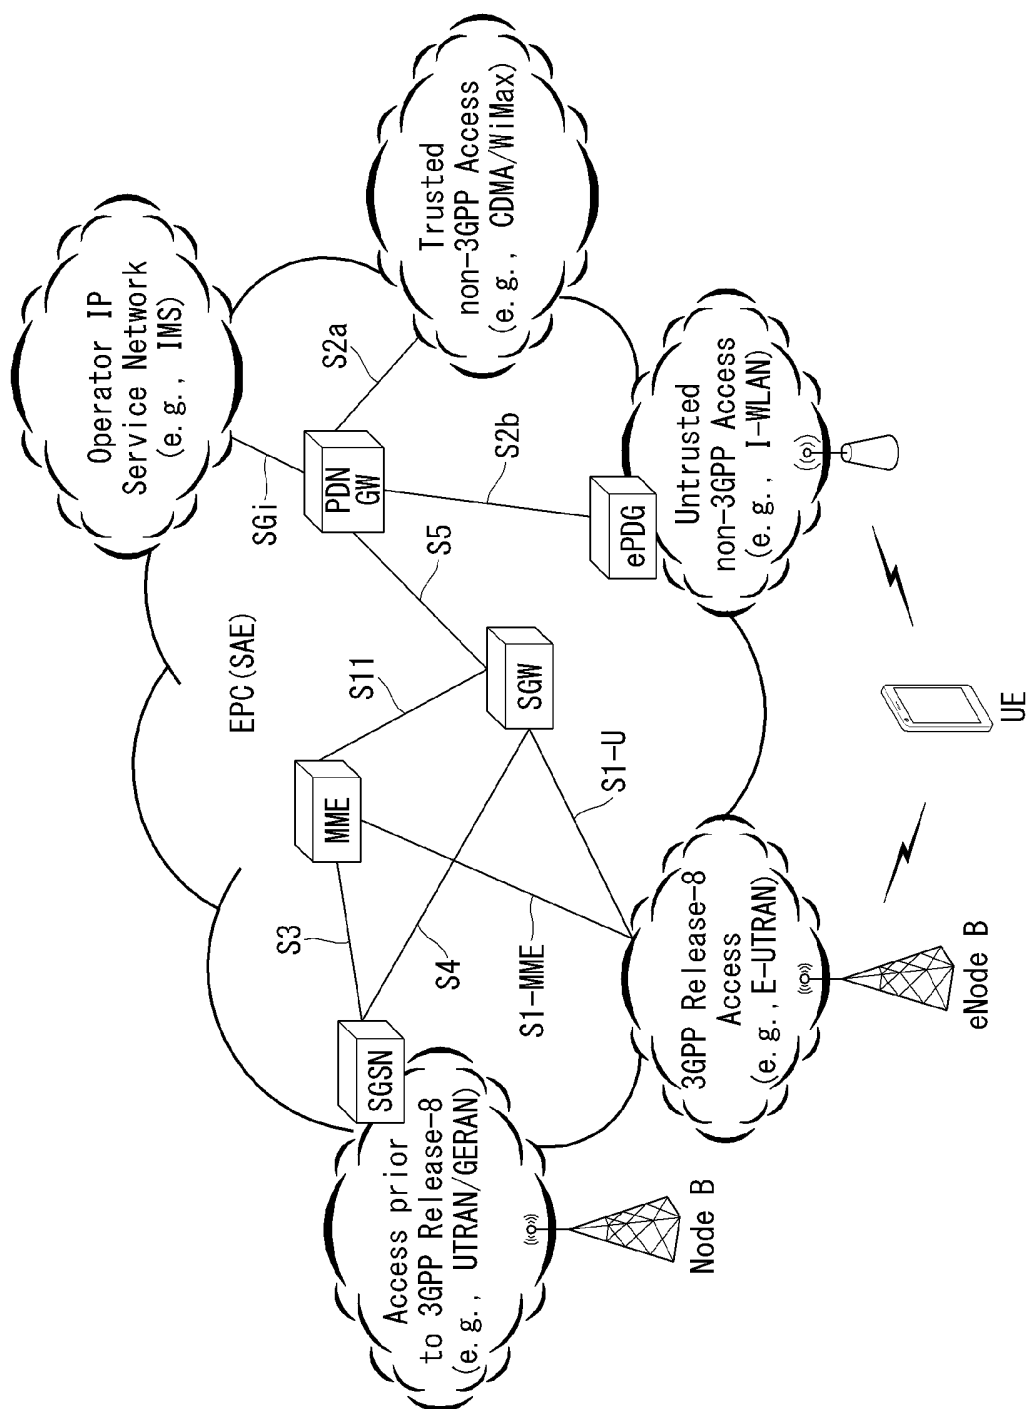 Operator IP
Service Network
(e.g., IMS)
EPC(SAE)
SGi
S2a
Trusted
non-3GPP Access
(e.g., CDMA/WiMax)
PDN
GW
S5
S2b
S11
MME
S3
SGSN
SGW
ePDG
S4
S1-MME
S1-U
Access prior
to 3GPP Release-8
(e.g., UTRAN/GERAN)
3GPP Release-8
Access
(e.g.,E-UTRAN)
Untrusted
non-3GPP Access
(e.g., I-WLAN)
Node B
eNode B
UE